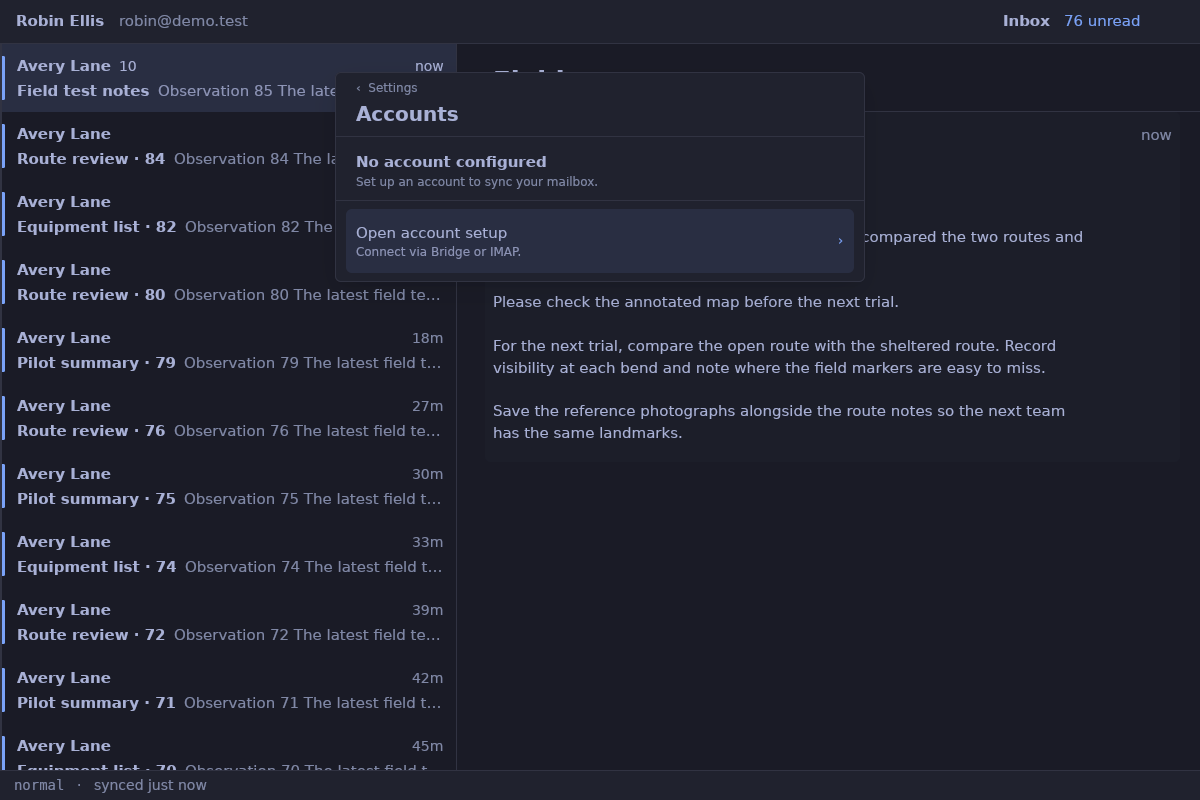 Robin Ellis robin@demo.test
Inbox 76 unread
Avery Lane 10 now
Field test notes Observation 85 The late
Avery Lane
Route review · 84 Observation 84 The la
Avery Lane
Equipment list · 82 Observation 82 The
Avery Lane
Route review · 80 Observation 80 The latest field te…
Avery Lane 18m
Pilot summary · 79 Observation 79 The latest field t…
Avery Lane 27m
Route review · 76 Observation 76 The latest field te…
Avery Lane 30m
Pilot summary · 75 Observation 75 The latest field t…
Avery Lane 33m
Equipment list · 74 Observation 74 The latest field t…
Avery Lane 39m
Route review · 72 Observation 72 The latest field te…
Avery Lane 42m
Pilot summary · 71 Observation 71 The latest field t…
Avery Lane 45m
Equipment list · 70 Observation 70 The latest field t…
‹ Settings
Accounts
No account configured
Set up an account to sync your mailbox.
Open account setup
Connect via Bridge or IMAP.
›
now
compared the two routes and
Please check the annotated map before the next trial.
For the next trial, compare the open route with the sheltered route. Record
visibility at each bend and note where the field markers are easy to miss.
Save the reference photographs alongside the route notes so the next team
has the same landmarks.
normal · synced just now